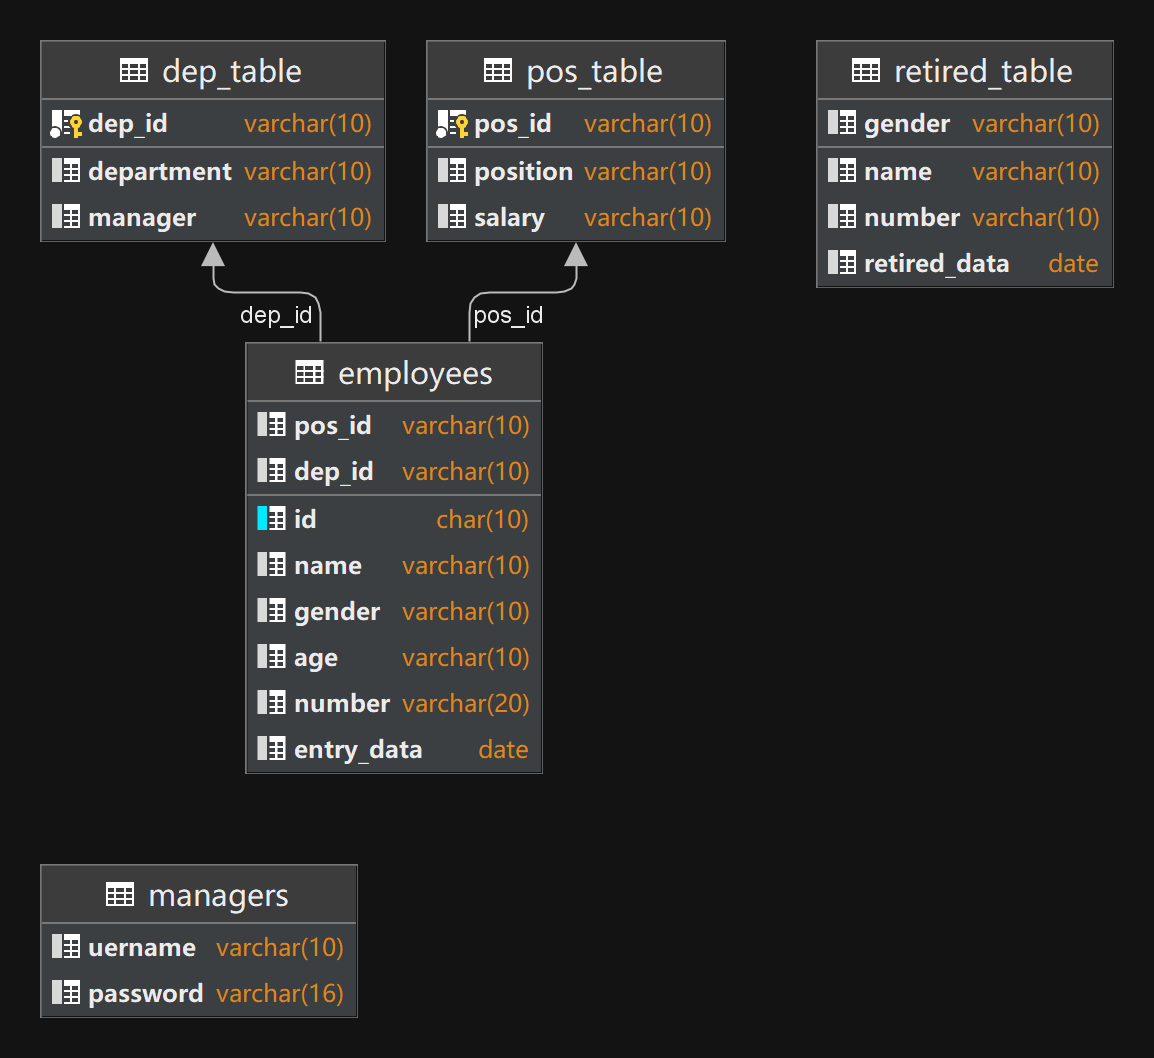 dep_table
dep_id varchar(10)
department varchar(10)
manager varchar(10)
pos_table
pos_id varchar(10)
position varchar(10)
salary varchar(10)
retired_table
gender varchar(10)
name varchar(10)
number varchar(10)
retired_data date
dep_id
pos_id
employees
pos_id varchar(10)
dep_id varchar(10)
id char(10)
name varchar(10)
gender varchar(10)
age varchar(10)
number varchar(20)
entry_data date
managers
uername varchar(10)
password varchar(16)